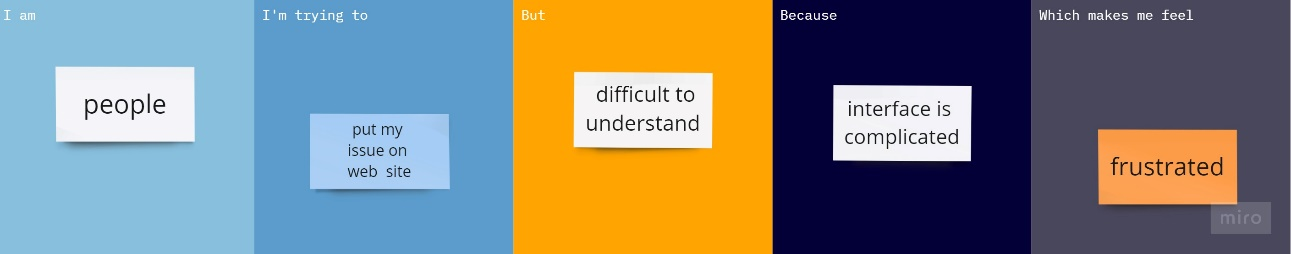 I am
people
I'm trying to
put my
issue on
web site
But
difficult to
understand
Because
interface is
complicated
Which makes me feel
frustrated
miro